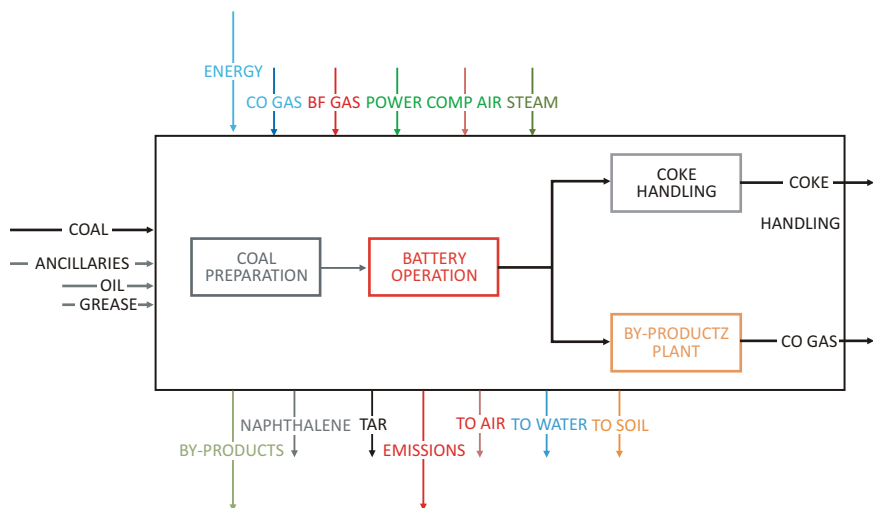 ENERGY
CO GAS BF GAS POWER COMP AIR STEAM
COKE
HANDLING
COKE
HANDLING
COAL
ANCILLARIES
OIL
GREASE
COAL
PREPARATION
BATTERY
OPERATION
BY-PRODUCTZ
PLANT
CO GAS
NAPHTHALENE TAR TO AIR TO WATER TO SOIL
BY-PRODUCTS EMISSIONS